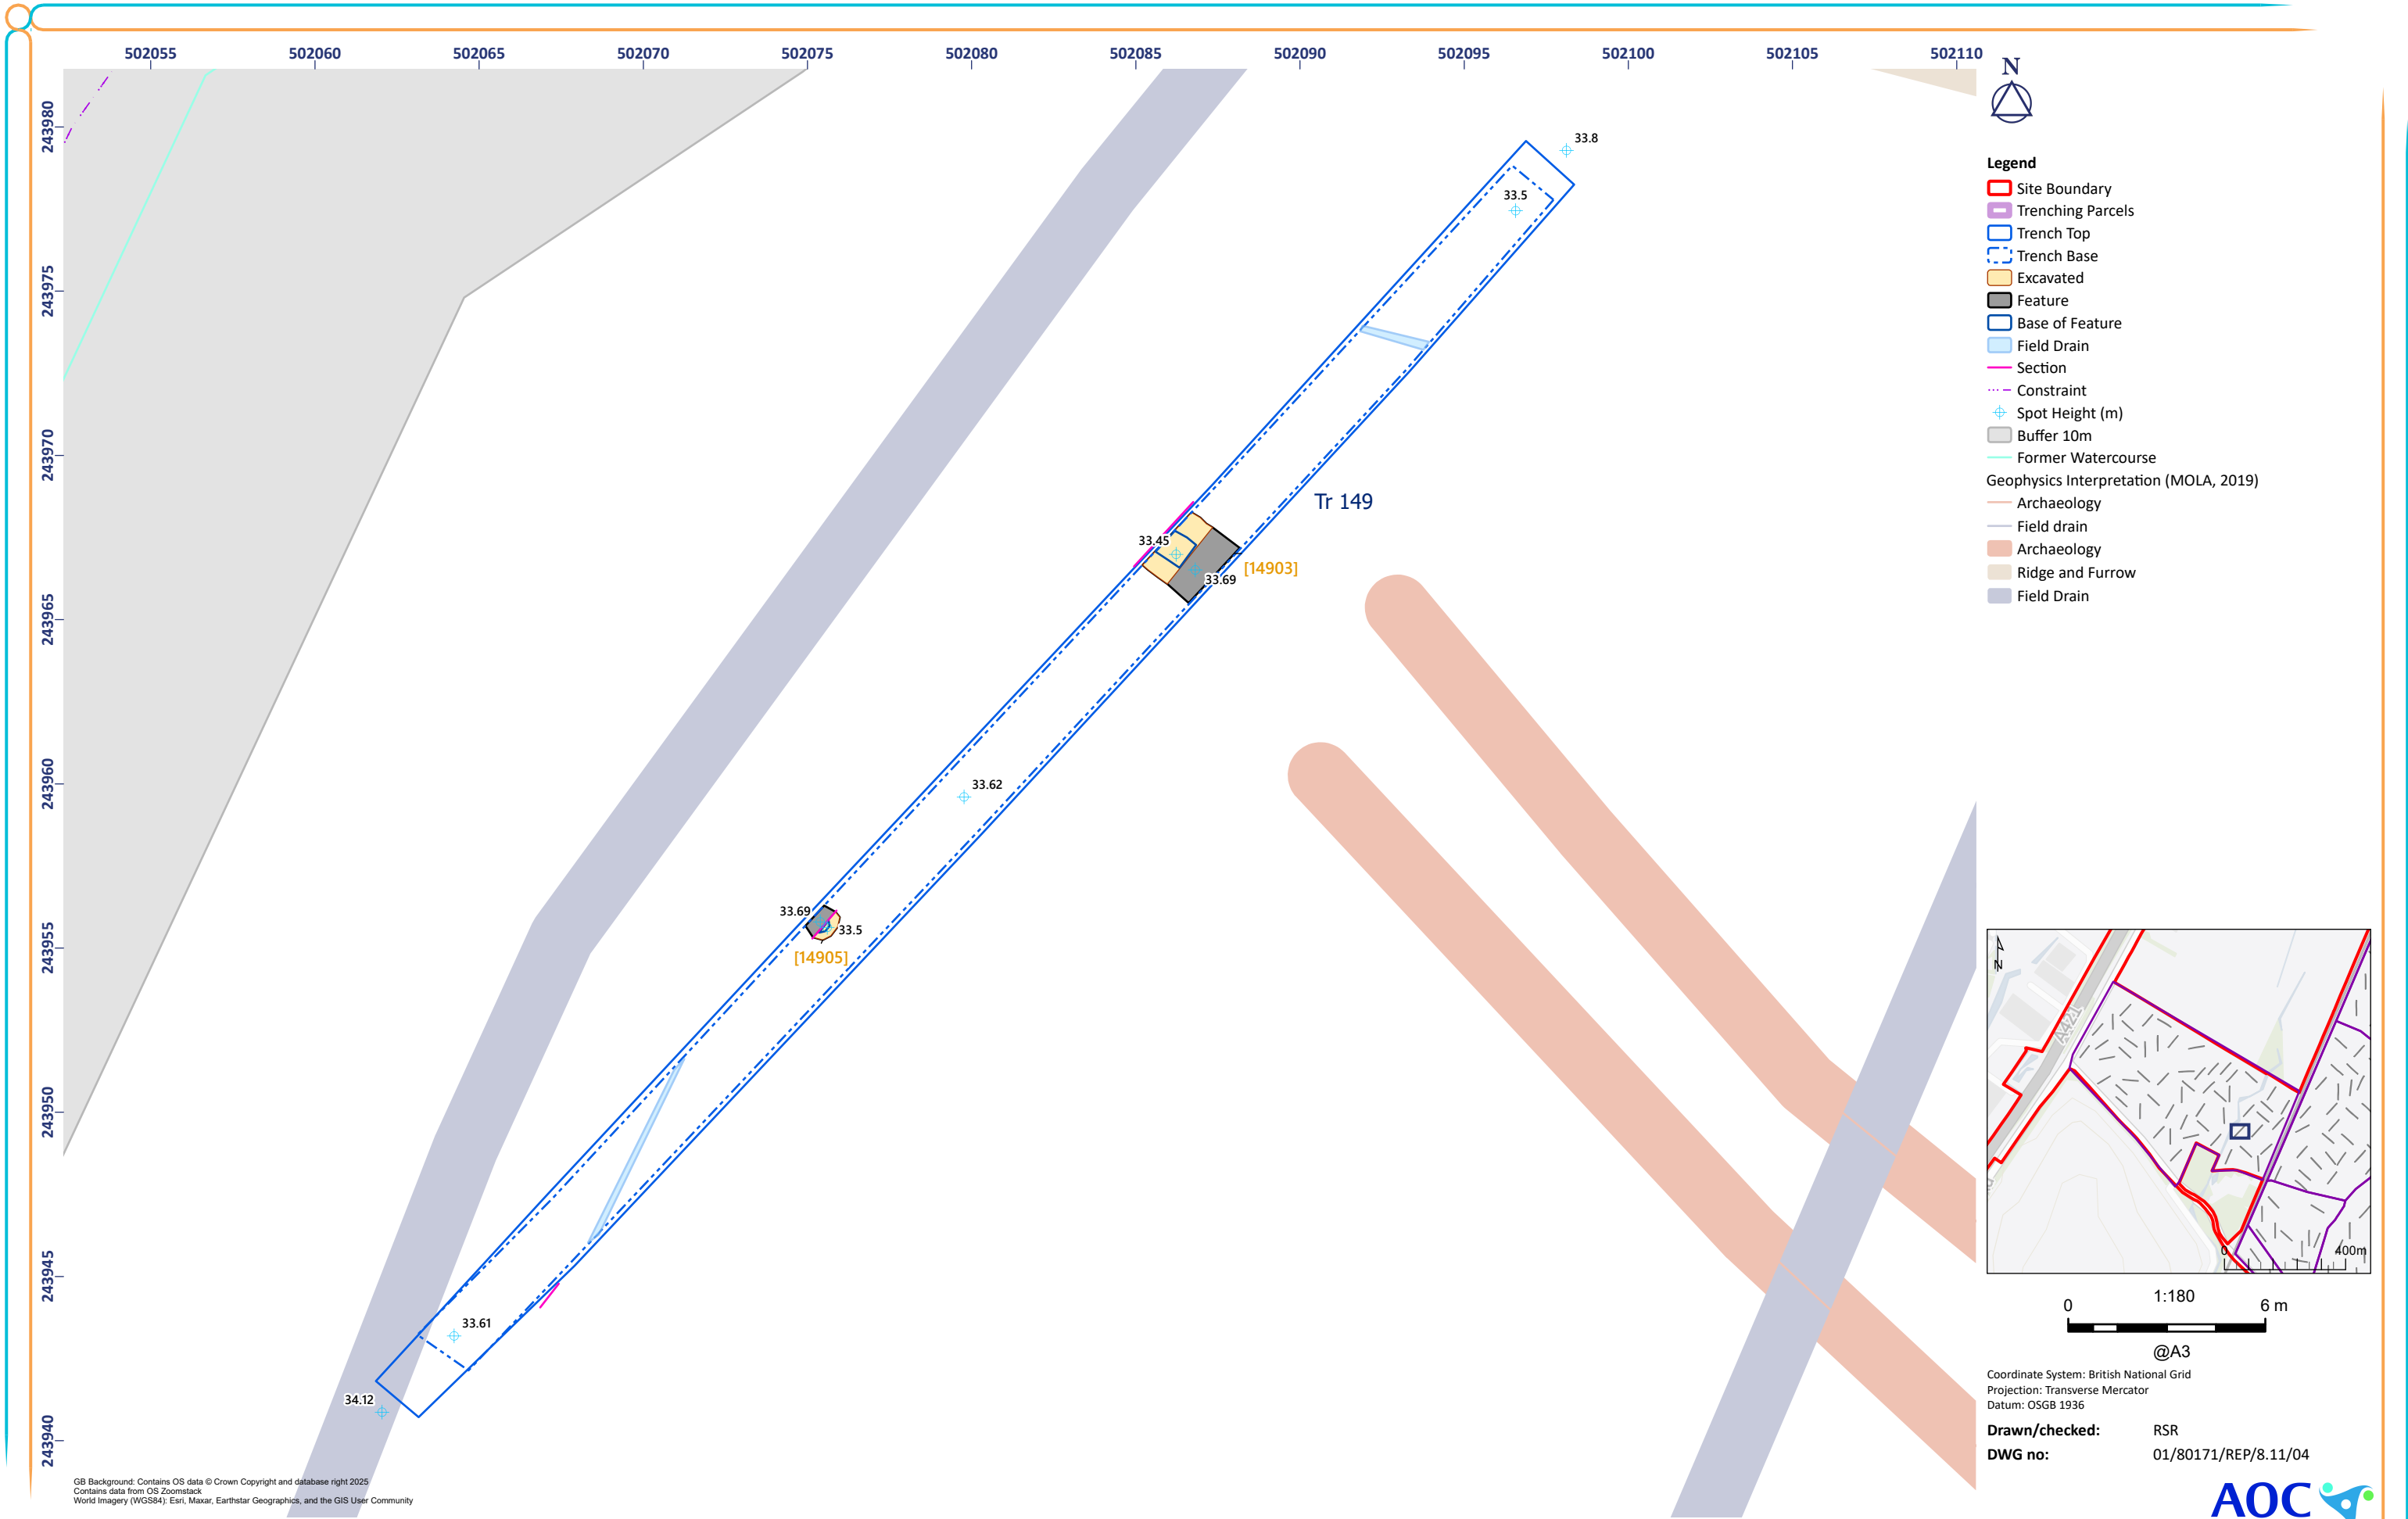 502055 502060 502065 502070 502075 502080 502085 502090 502095 502100 502105 502110
243980
243975
243970
243965
243960
243955
243950
243945
243940
33.8
33.5
Tr 149
33.45
33.69
[14903]
33.62
33.69
33.5
[14905]
33.61
34.12
GB Background: Contains OS data © Crown Copyright and database right 2025
Contains data from OS Zoomstack
World Imagery (WGS84): Esri, Maxar, Earthstar Geographics, and the GIS User Community
N
Legend
Site Boundary
Trenching Parcels
Trench Top
Trench Base
Excavated
Feature
Base of Feature
Field Drain
Section
Constraint
Spot Height (m)
Buffer 10m
Former Watercourse
Geophysics Interpretation (MOLA, 2019)
Archaeology
Field drain
Archaeology
Ridge and Furrow
Field Drain
N
A421
0 400m
1:180
0 6 m
@A3
Coordinate System: British National Grid
Projection: Transverse Mercator
Datum: OSGB 1936
Drawn/checked: RSR
DWG no: 01/80171/REP/8.11/04
AOC